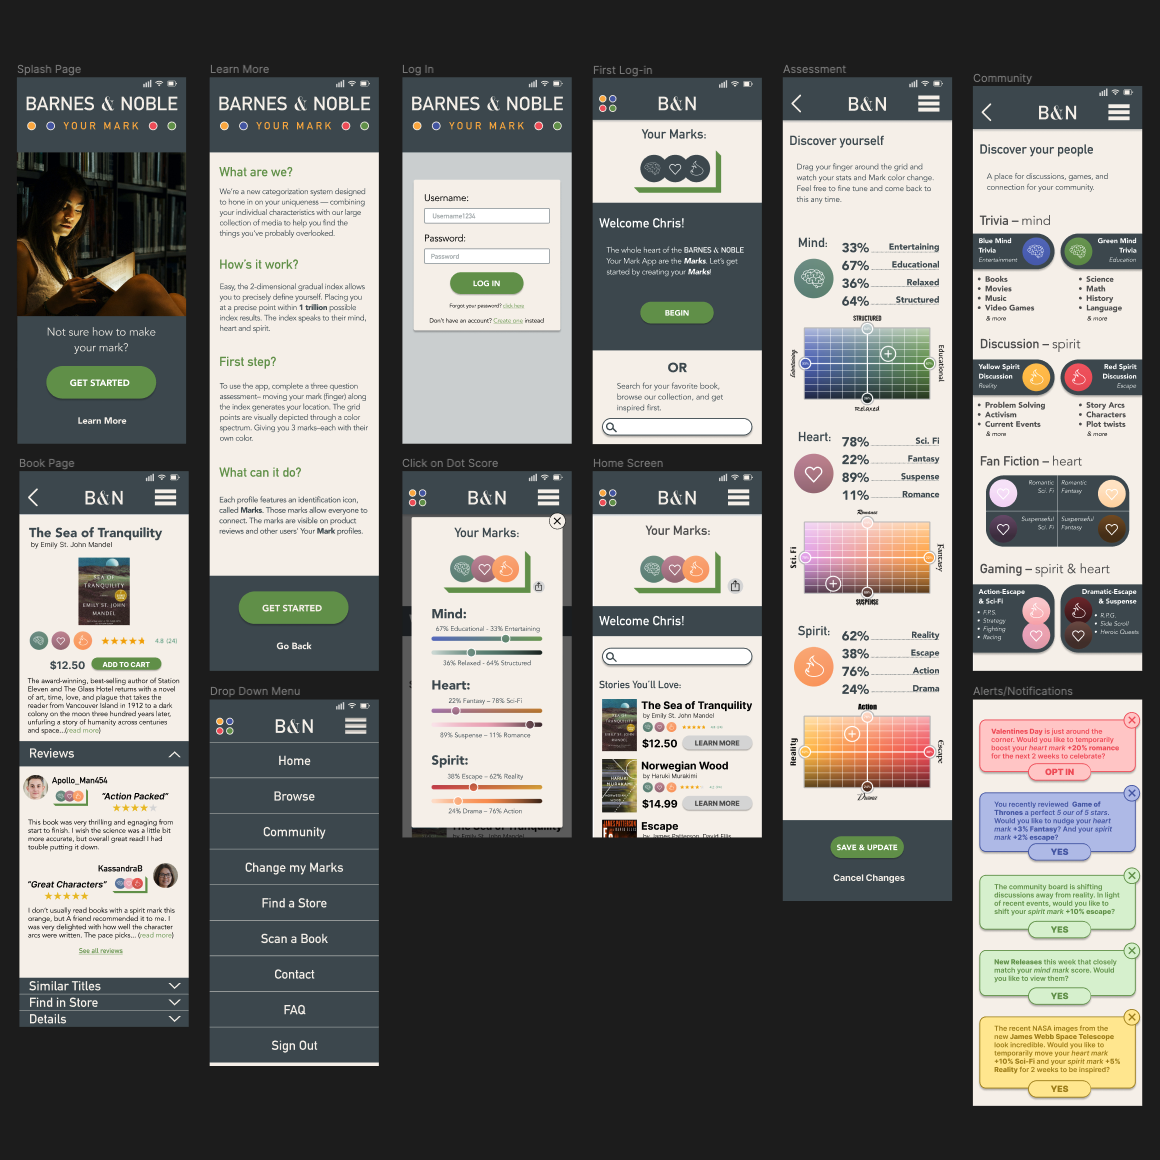 Splash Page
BARNES & NOBLE
YOUR MARK
Not sure how to make
your mark?
GET STARTED
Learn More
Learn More
BARNES & NOBLE
YOUR MARK
What are we?
We're a new categorization system designed
to hone in on your uniqueness — combining
your individual characteristics with our large
collection of media to help you find the
things you've probably overlooked.
How's it work?
Easy, the 2-dimensional gradual index allows
you to precisely define yourself. Placing you
at a precise point within 1 trillion possible
index results. The index speaks to their mind,
heart and spirit.
First step?
To use the app, complete a three question
assessment– moving your mark (finger) along
the index generates your location. The grid
points are visually depicted through a color
spectrum. Giving you 3 marks–each with their
own color.
What can it do?
Each profile features an identification icon,
called Marks. Those marks allow everyone to
connect. The marks are visible on product
reviews and other users' Your Mark profiles.
GET STARTED
Go Back
Log In
BARNES & NOBLE
YOUR MARK
Username:
Username1234
Password:
Password
LOG IN
Forgot your password? click here
Don't have an account? Create one instead
First Log-in
B&N
Your Marks:
Welcome Chris!
The whole heart of the BARNES & NOBLE
Your Mark App are the Marks. Let's get
started by creating your Marks!
BEGIN
OR
Search for your favorite book,
browse our collection, and get
inspired first.
Assessment
B&N
Discover yourself
Drag your finger around the grid and
watch your stats and Mark color change.
Feel free to fine tune and come back to
this any time.
Mind:
33% Entertaining
67% Educational
36% Relaxed
64% Structured
STRUCTURED
Entertaining
Educational
Relaxed
Heart:
78% Sci. Fi
22% Fantasy
89% Suspense
11% Romance
Romance
Sci. Fi
Fantasy
SUSPENSE
Spirit:
62% Reality
38% Escape
76% Action
24% Drama
Action
Reality
Escape
Drama
SAVE & UPDATE
Cancel Changes
Community
B&N
Discover your people
A place for discussions, games, and
connection for your community.
Trivia – mind
Blue Mind
Trivia
Entertainment
Green Mind
Trivia
Education
• Books
• Movies
• Music
• Video Games
& more
• Science
• Math
• History
• Language
& more
Discussion – spirit
Yellow Spirit
Discussion
Reality
Red Spirit
Discussion
Escape
• Problem Solving
• Activism
• Current Events
& more
• Story Arcs
• Characters
• Plot twists
& more
Fan Fiction – heart
Romantic
Sci. Fi
Romantic
Fantasy
Suspenseful
Sci. Fi
Suspenseful
Fantasy
Gaming – spirit & heart
Action-Escape
& Sci-Fi
• F.P.S.
• Strategy
• Fighting
• Racing
Dramatic-Escape
& Suspense
• R.P.G.
• Side Scroll
• Heroic Quests
Book Page
B&N
The Sea of Tranquility
by Emily St. John Mandel
SEA OF
TRANQUILITY
EMILY ST. JOHN
MANDEL
4.8 (24)
$12.50
ADD TO CART
The award-winning, best-selling author of Station
Eleven and The Glass Hotel returns with a novel
of art, time, love, and plague that takes the
reader from Vancouver Island in 1912 to a dark
colony on the moon three hundred years later,
unfurling a story of humanity across centuries
and space...(read more)
Reviews
Apollo_Man454
"Action Packed"
This book was very thrilling and egnaging from
start to finish. I wish the science was a little bit
more accurate, but overall great read! I had
touble putting it down.
KassandraB
"Great Characters"
I don't usually read books with a spirit mark this
orange, but A friend recommended it to me. I
was very delighted with how well the character
arcs were written. The pace picks... (read more)
See all reviews
Similar Titles
Find in Store
Details
Drop Down Menu
B&N
Home
Browse
Community
Change my Marks
Find a Store
Scan a Book
Contact
FAQ
Sign Out
Click on Dot Score
B&N
Your Marks:
Mind:
67% Educational - 33% Entertaining
36% Relaxed - 64% Structured
Heart:
22% Fantasy – 78% Sci-Fi
89% Suspense – 11% Romance
Spirit:
38% Escape – 62% Reality
24% Drama – 76% Action
Home Screen
B&N
Your Marks:
Welcome Chris!
Stories You'll Love:
The Sea of Tranquility
by Emily St. John Mandel
$12.50
LEARN MORE
Norwegian Wood
by Haruki Murakimi
$14.99
LEARN MORE
Escape
by James Patterson, David Ellis
Alerts/Notifications
Valentines Day is just around the
corner. Would you like to temporarily
boost your heart mark +20% romance
for the next 2 weeks to celebrate?
OPT IN
You recently reviewed Game of
Thrones a perfect 5 our of 5 stars.
Would you like to nudge your heart
mark +3% Fantasy? And your spirit
mark +2% escape?
YES
The community board is shifting
discussions away from reality. In light
of recent events, would you like to
shift your spirit mark +10% escape?
YES
New Releases this week that closely
match your mind mark score. Would
you like to view them?
YES
The recent NASA images from the
new James Webb Space Telescope
look incredible. Would you like to
temporarily move your heart mark
+10% Sci-Fi and your spirit mark +5%
Reality for 2 weeks to be inspired?
YES